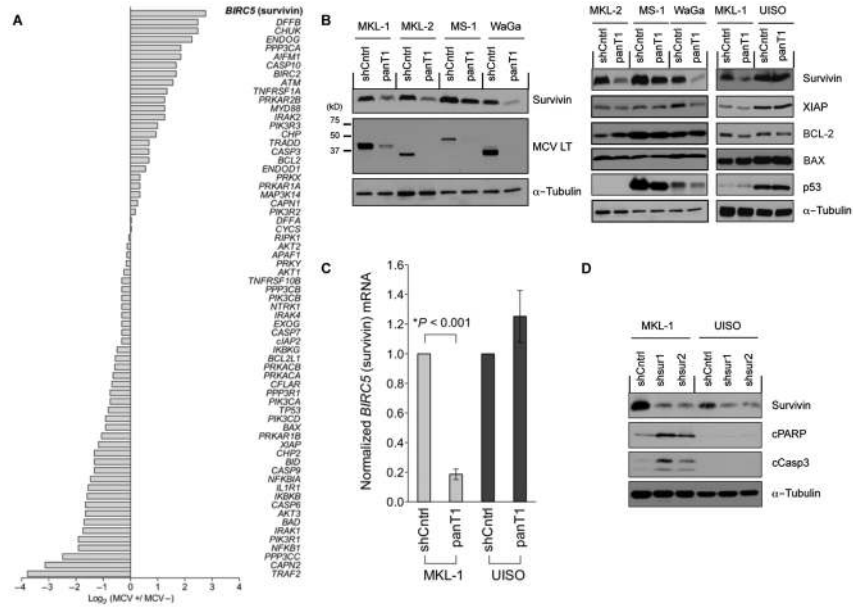 A
BIRC5 (survivin)
DFFB
CHUK
ENDOG
PPP3CA
AIFM1
CASP10
BIRC2
ATM
TNFRSF1A
PRKAR2B
MYD88
IRAK2
PIK3R3
CHP
TRADD
CASP3
BCL2
ENDOD1
PRKX
PRKAR1A
MAP3K14
CAPN1
PIK3R2
DFFA
CYCS
RIPK1
AKT2
APAF1
PRKY
AKT1
TNFRSF10B
PPP3CB
PIK3CB
NTRK1
IRAK4
EXOG
CASP7
cIAP2
IKBKG
BCL2L1
PRKACB
PRKACA
CFLAR
PPP3R1
PIK3CA
TP53
PIK3CD
BAX
PRKAR1B
XIAP
CHP2
BID
CASP9
NFKBIA
IL1R1
IKBKB
CASP6
AKT3
BAD
IRAK1
PIK3R1
NFKB1
PPP3CC
CAPN2
TRAF2
−4 −3 −2 −1 0 1 2 3 4
Log2 (MCV +/ MCV −)
B
MKL-1 MKL-2 MS-1 WaGa
shCntrl panT1 shCntrl panT1 shCntrl panT1 shCntrl panT1
Survivin
(kD)
75
50
37
MCV LT
α−Tubulin
MKL-2 MS-1 WaGa MKL-1 UISO
shCntrl panT1 shCntrl panT1 shCntrl panT1 shCntrl panT1 shCntrl panT1
Survivin
XIAP
BCL-2
BAX
p53
α−Tubulin
C
Normalized BIRC5 (survivin) mRNA
1.6
1.4
1.2
1.0
0.8
0.6
0.4
0.2
0.0
*P < 0.001
shCntrl panT1 shCntrl panT1
MKL-1 UISO
D
MKL-1 UISO
shCntrl shsur1 shsur2 shCntrl shsur1 shsur2
Survivin
cPARP
cCasp3
α−Tubulin